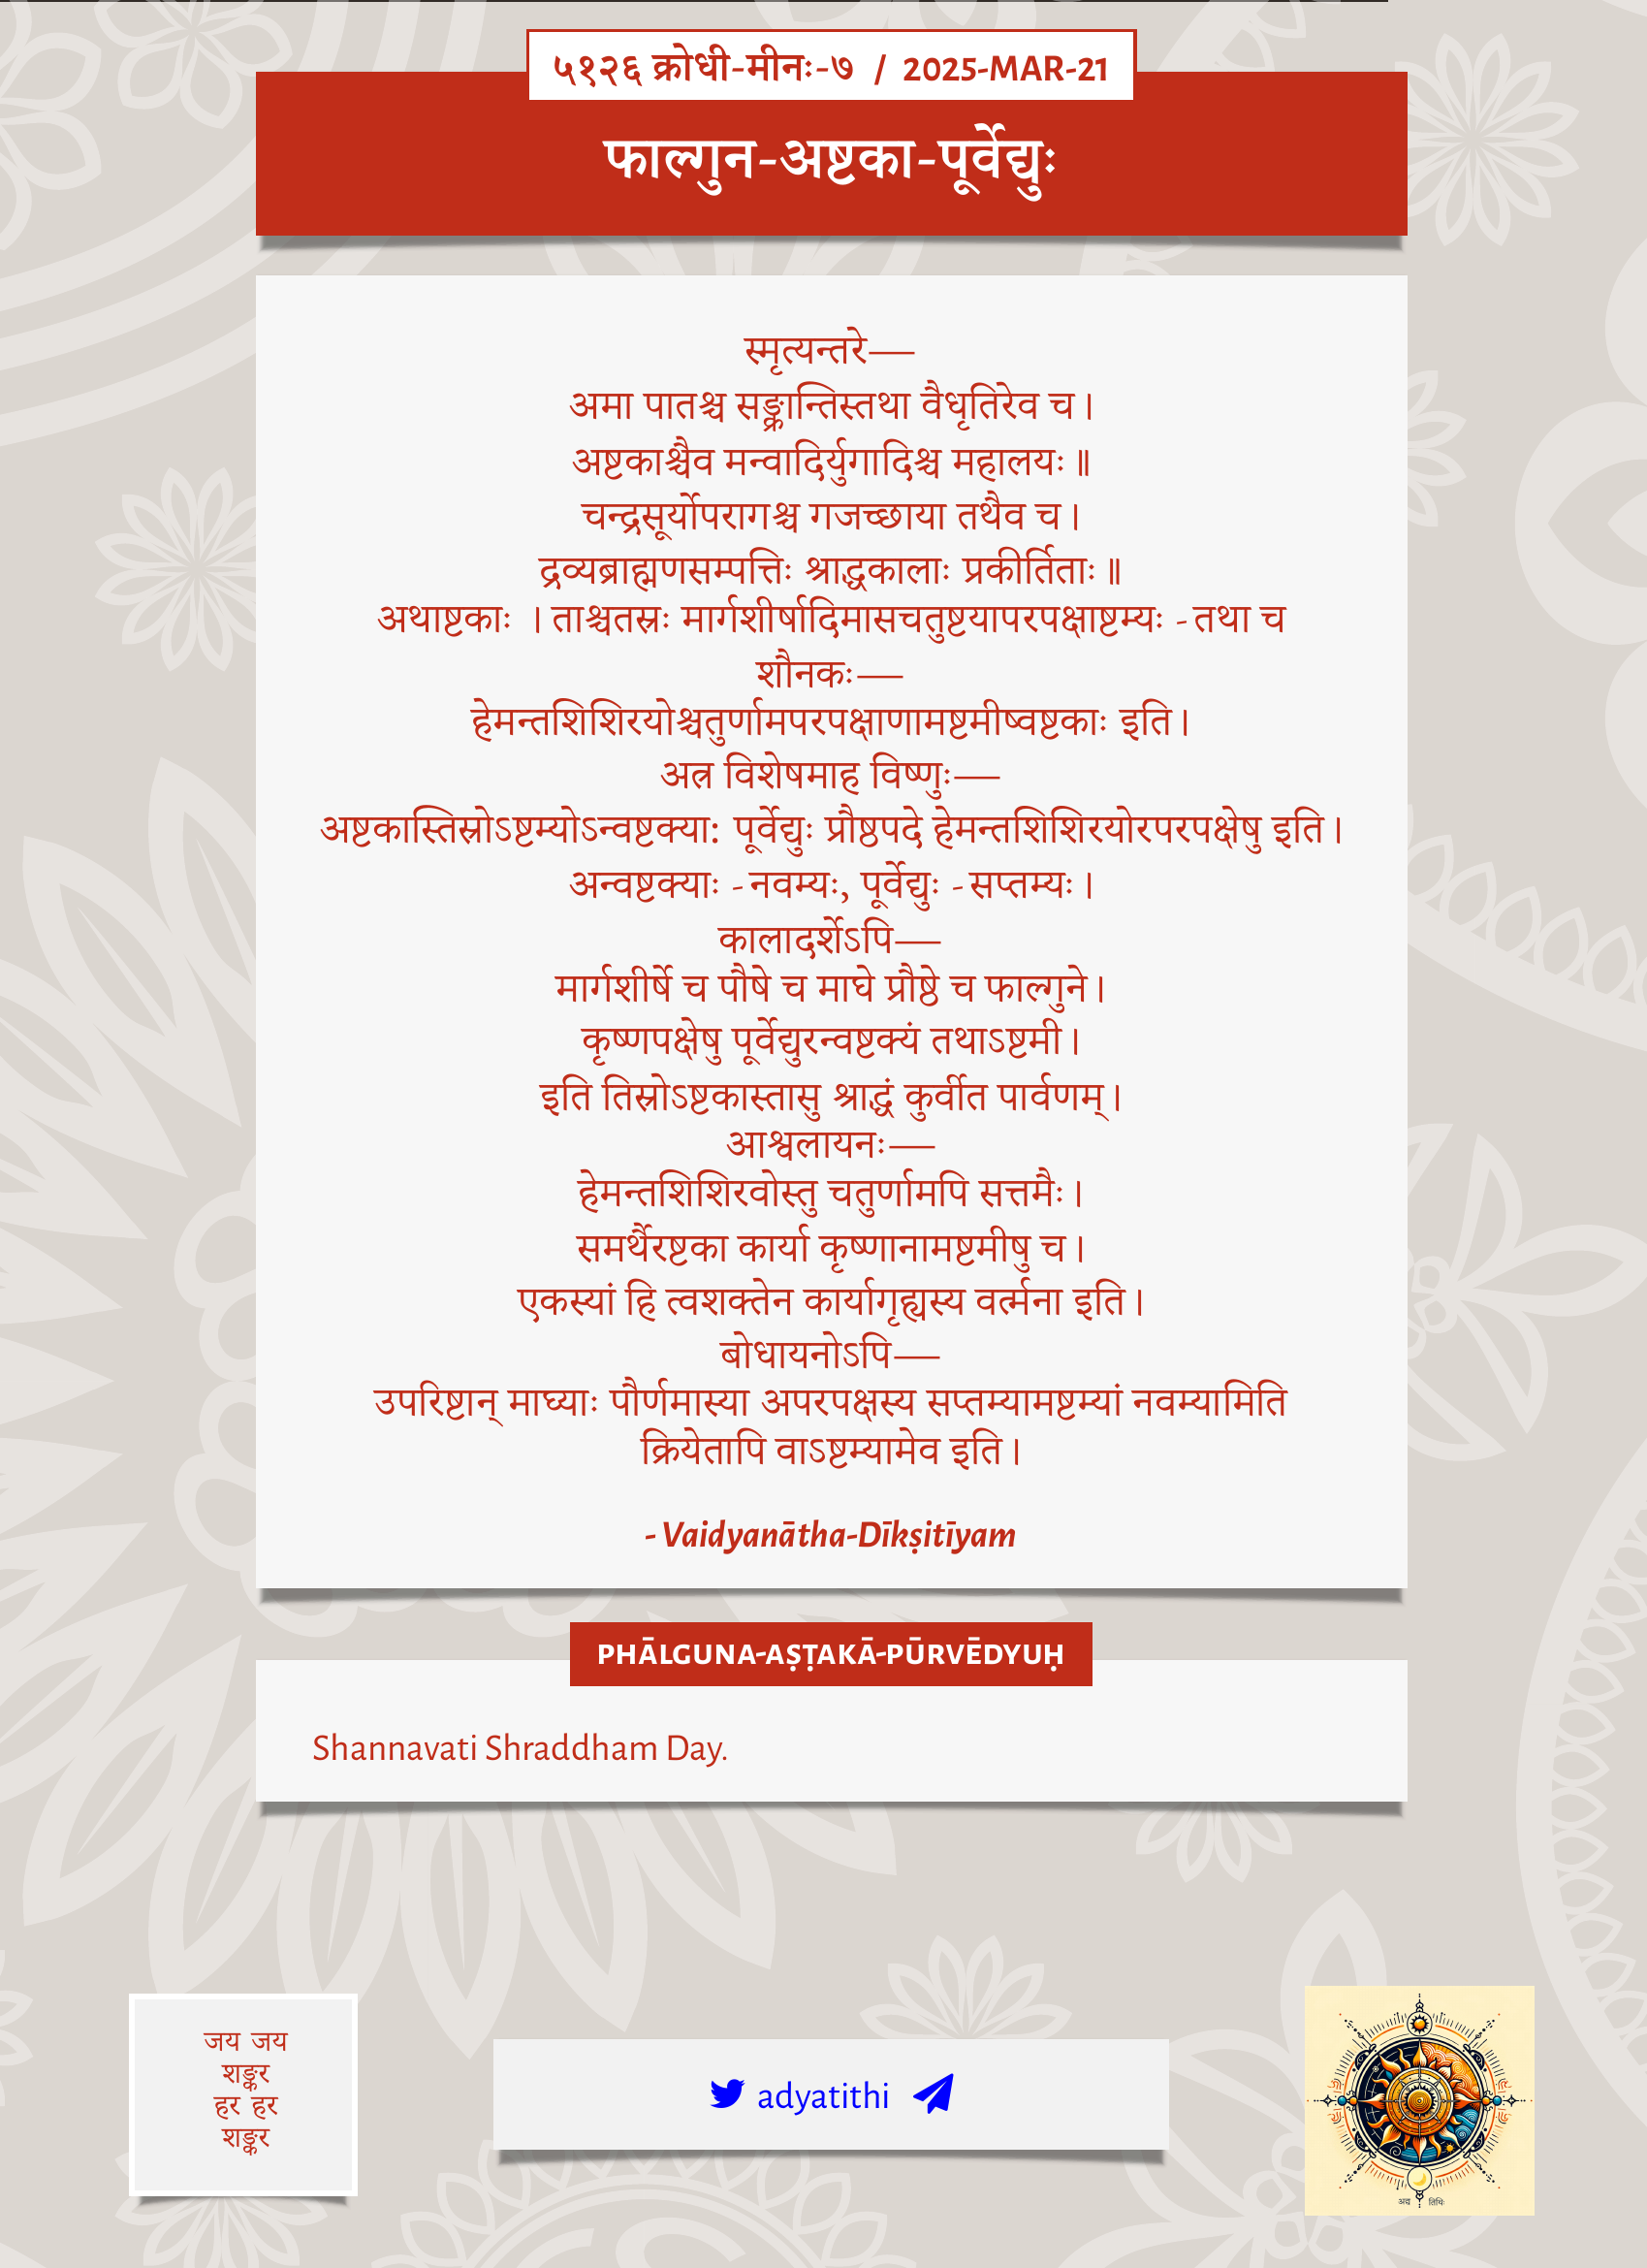 ५१२६ क्रोधी-मीनः-७ / 2025-MAR-21
फाल्गुन-अष्टका-पूर्वेद्युः
स्मृत्यन्तरे—
अमा पातश्च सङ्क्रान्तिस्तथा वैधृतिरेव च।
अष्टकाश्चैव मन्वादिर्युगादिश्च महालयः॥
चन्द्रसूर्योपरागश्च गजच्छाया तथैव च।
द्रव्यब्राह्मणसम्पत्तिः श्राद्धकालाः प्रकीर्तिताः॥
अथाष्टकाः । ताश्चतस्रः मार्गशीर्षादिमासचतुष्टयापरपक्षाष्टम्यः - तथा च
शौनकः—
हेमन्तशिशिरयोश्चतुर्णामपरपक्षाणामष्टमीष्वष्टकाः इति।
अत्र विशेषमाह विष्णुः—
अष्टकास्तिस्रोऽष्टम्योऽन्वष्टक्या: पूर्वेद्युः प्रौष्ठपदे हेमन्तशिशिरयोरपरपक्षेषु इति।
अन्वष्टक्याः - नवम्यः, पूर्वेद्युः - सप्तम्यः।
कालादर्शेऽपि—
मार्गशीर्षे च पौषे च माघे प्रौष्ठे च फाल्गुने।
कृष्णपक्षेषु पूर्वेद्युरन्वष्टक्यं तथाऽष्टमी।
इति तिस्रोऽष्टकास्तासु श्राद्धं कुर्वीत पार्वणम्।
आश्वलायनः—
हेमन्तशिशिरवोस्तु चतुर्णामपि सत्तमैः।
समर्थैरष्टका कार्या कृष्णानामष्टमीषु च।
एकस्यां हि त्वशक्तेन कार्यागृह्यस्य वर्त्मना इति।
बोधायनोऽपि—
उपरिष्टान् माघ्याः पौर्णमास्या अपरपक्षस्य सप्तम्यामष्टम्यां नवम्यामिति
क्रियेतापि वाऽष्टम्यामेव इति।
- Vaidyanātha-Dīkṣitīyam
PHĀLGUNA-AṢṬAKĀ-PŪRVĒDYUḤ
Shannavati Shraddham Day.
जय जय
शङ्कर
हर हर
शङ्कर
adyatithi
अद्य तिथिः